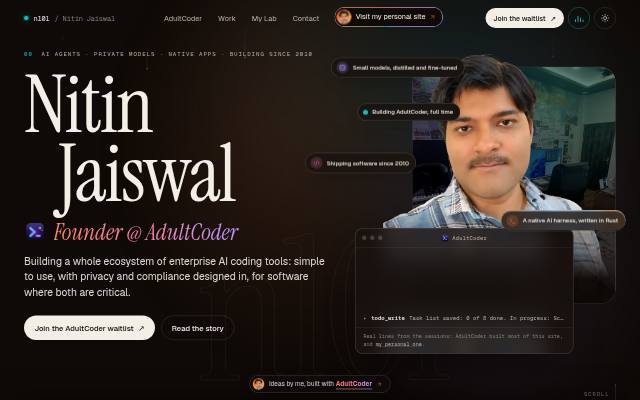 n101 / Nitin Jaiswal
AdultCoder
Work
My Lab
Contact
Visit my personal site ↗
Join the waitlist ↗
00 AI AGENTS · PRIVATE MODELS · NATIVE APPS · BUILDING SINCE 2010
Nitin
Jaiswal
Founder @ AdultCoder
Building a whole ecosystem of enterprise AI coding tools: simple
to use, with privacy and compliance designed in, for software
where both are critical.
Join the AdultCoder waitlist ↗
Read the story
Small models, distilled and fine-tuned
Building AdultCoder, full time
Shipping software since 2010
A native AI harness, written in Rust
AdultCoder
• todo_write Task list saved: 0 of 8 done. In progress: Sc…
Real lines from the sessions: AdultCoder built most of this site,
and my personal one.
Ideas by me, built with AdultCoder ↗
SCROLL